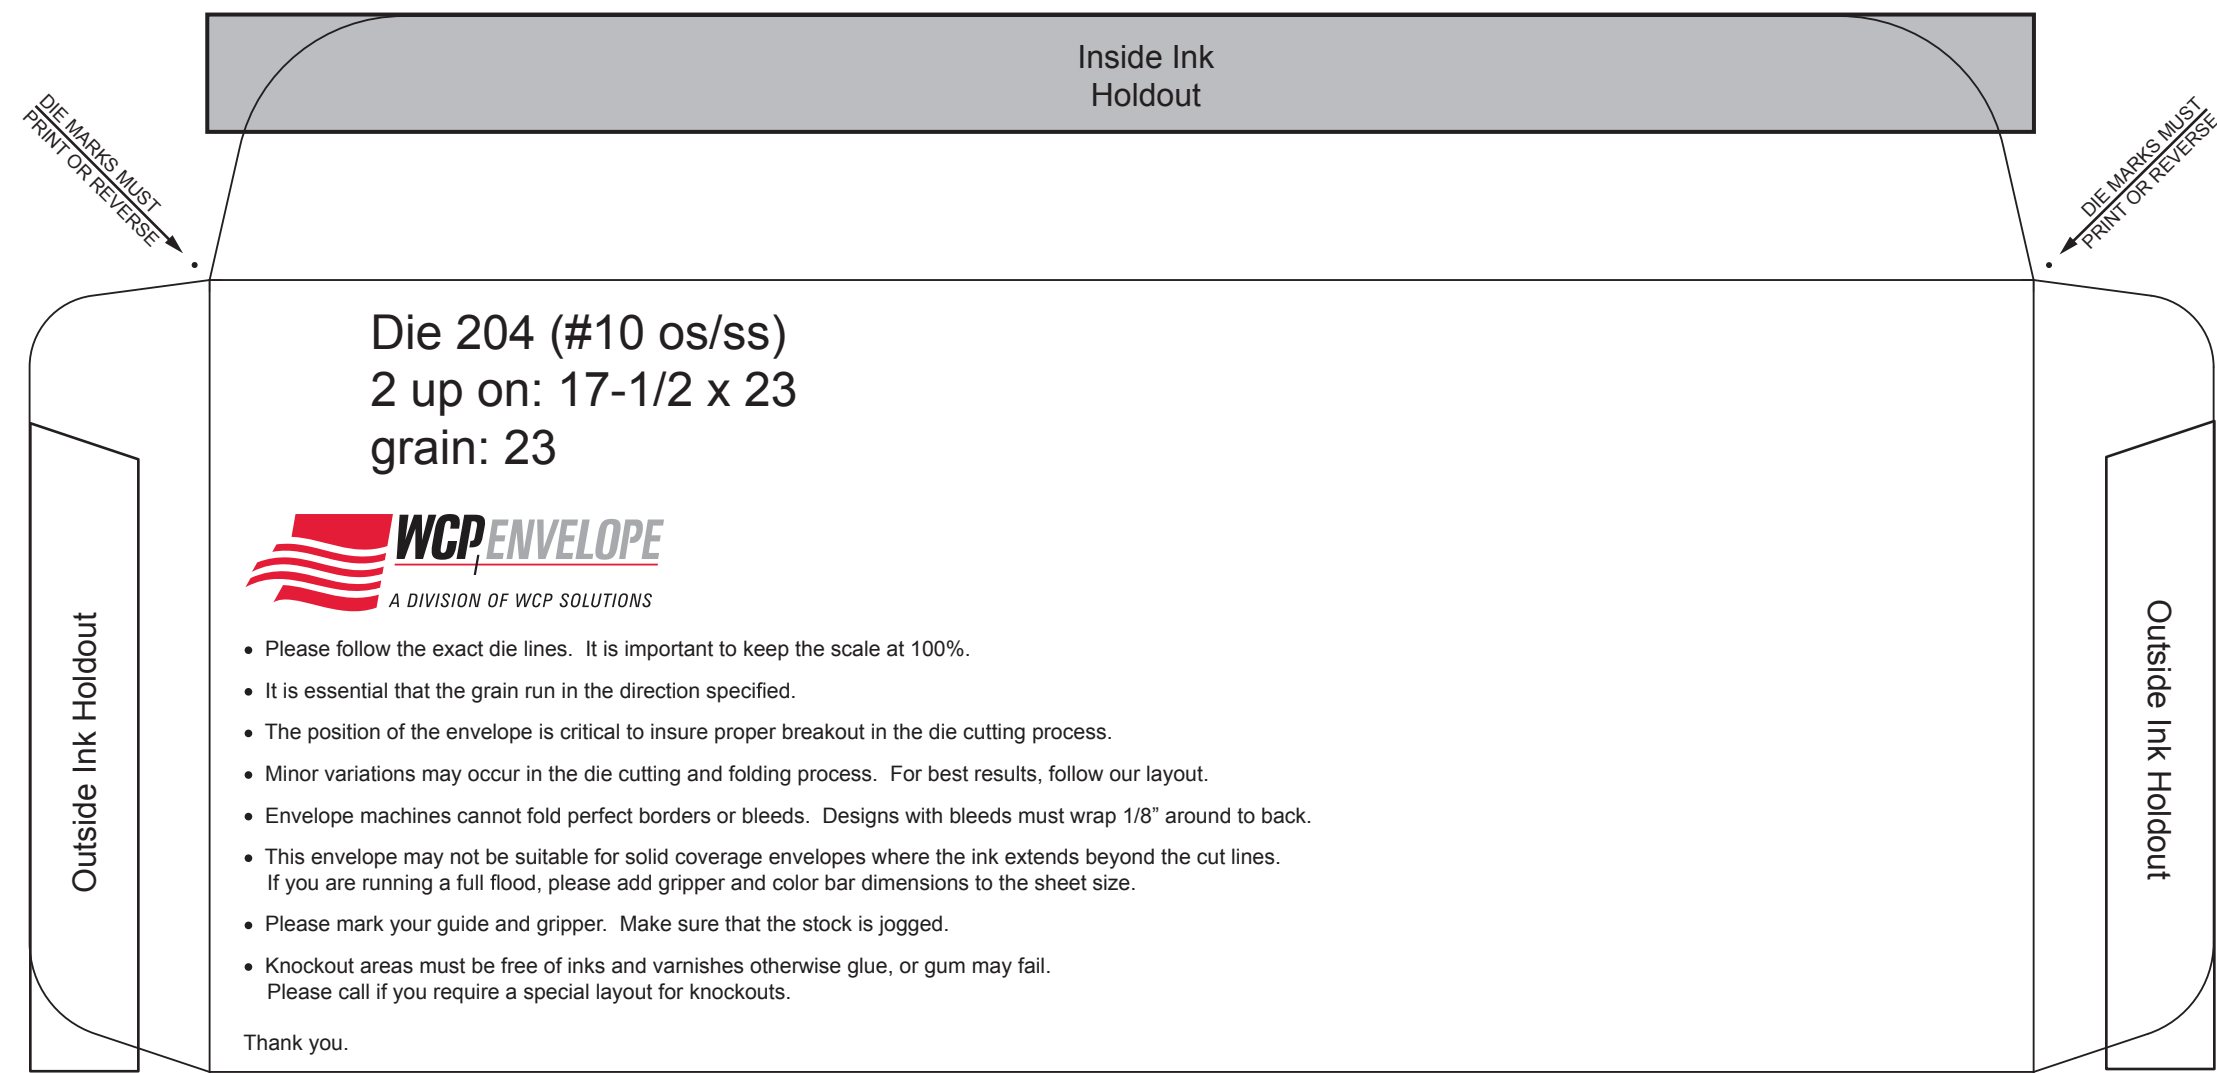 Inside Ink
Holdout
DIE MARKS MUST
PRINT OR REVERSE
DIE MARKS MUST
PRINT OR REVERSE
Die 204 (#10 os/ss)
2 up on: 17-1/2 x 23
grain: 23
WCP ENVELOPE
A DIVISION OF WCP SOLUTIONS
• Please follow the exact die lines.  It is important to keep the scale at 100%.
• It is essential that the grain run in the direction specified.
• The position of the envelope is critical to insure proper breakout in the die cutting process.
• Minor variations may occur in the die cutting and folding process.  For best results, follow our layout.
• Envelope machines cannot fold perfect borders or bleeds.  Designs with bleeds must wrap 1/8” around to back.
• This envelope may not be suitable for solid coverage envelopes where the ink extends beyond the cut lines.
If you are running a full flood, please add gripper and color bar dimensions to the sheet size.
• Please mark your guide and gripper.  Make sure that the stock is jogged.
• Knockout areas must be free of inks and varnishes otherwise glue, or gum may fail.
Please call if you require a special layout for knockouts.
Thank you.
Outside Ink Holdout
Outside Ink Holdout